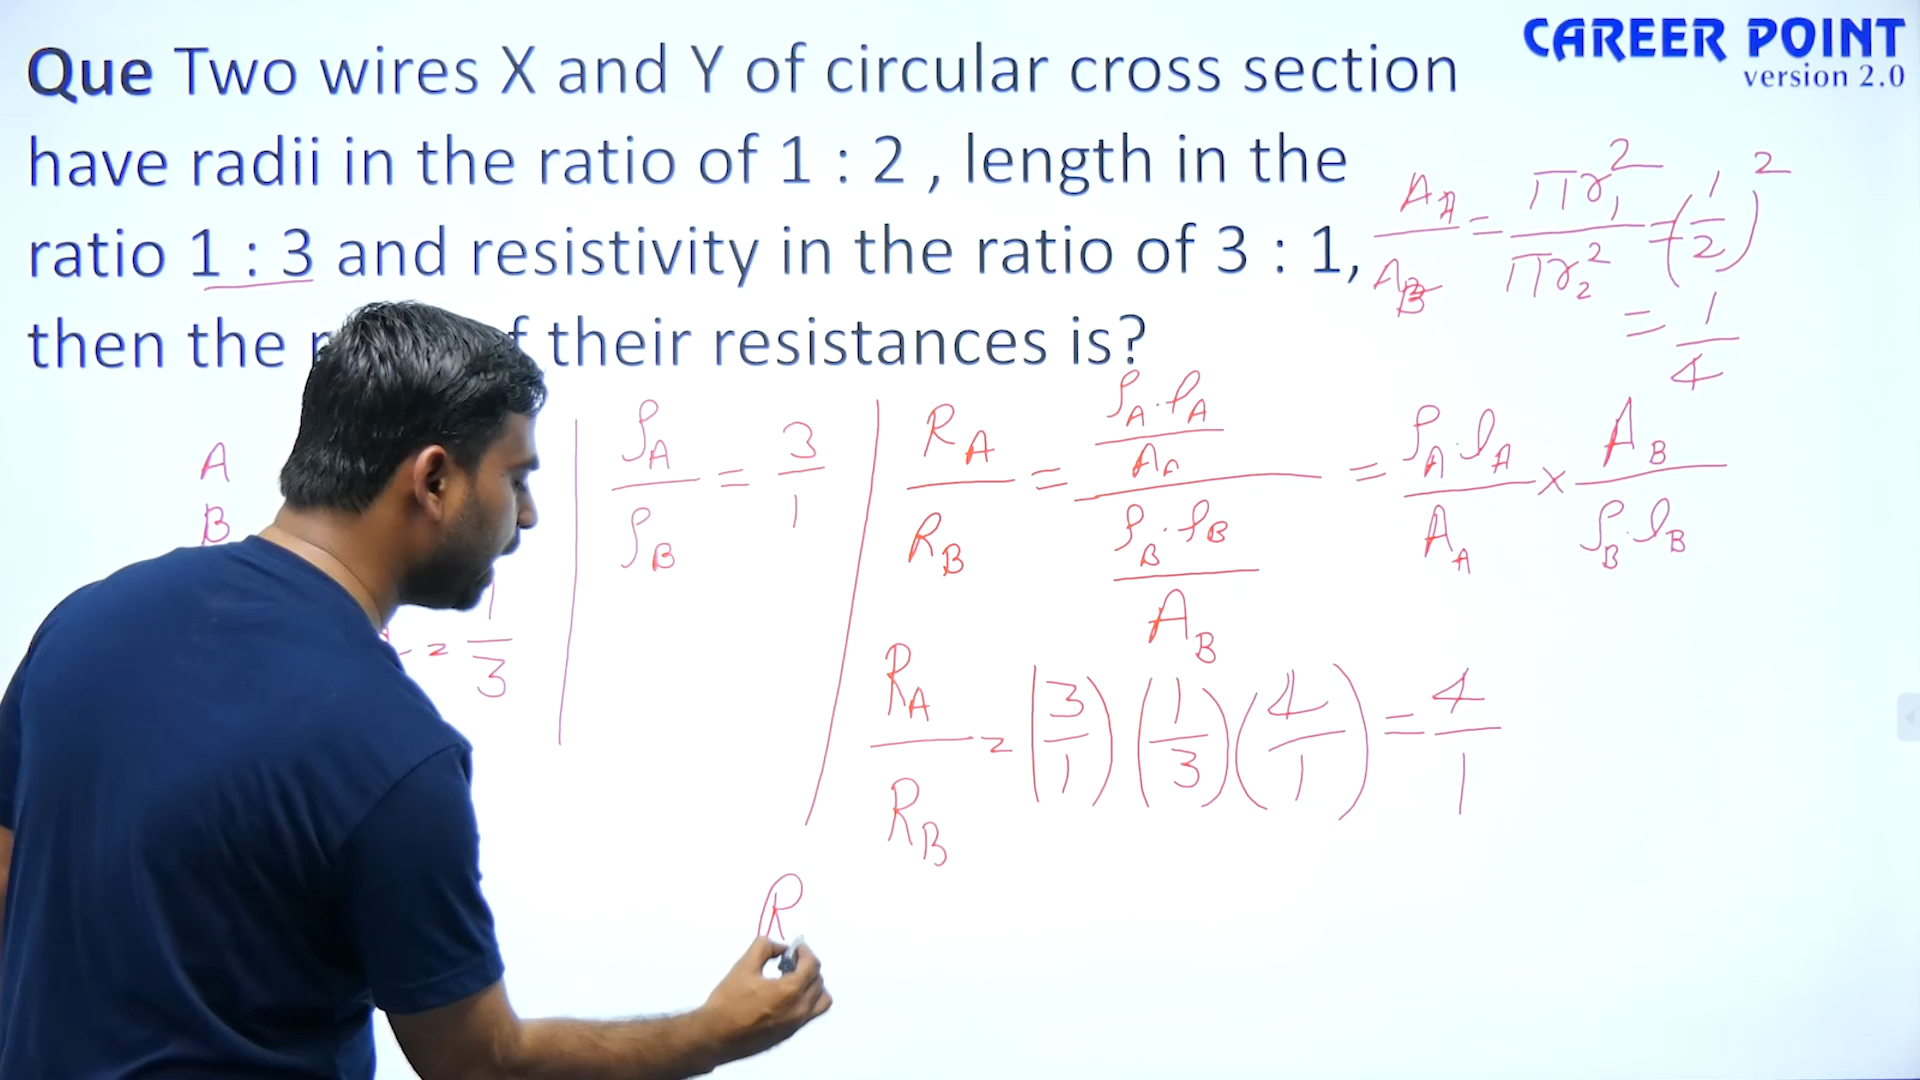 Que Two wires X and Y of circular cross section
have radii in the ratio of 1 : 2 , length in the
ratio 1 : 3 and resistivity in the ratio of 3 : 1,
then the f their resistances is?
CAREER POINT
version 2.0
A_A/A_B = πr₁²/πr₂² = (1/2)²
= 1/4
A
B
= 1/3
ρ_A/ρ_B = 3/1
R_A/R_B = (ρ_A·l_A/A_A)/(ρ_B·l_B/A_B) = ρ_A·l_A/A_A × A_B/ρ_B·l_B
R_A/R_B = (3/1)(1/3)(4/1) = 4/1
R